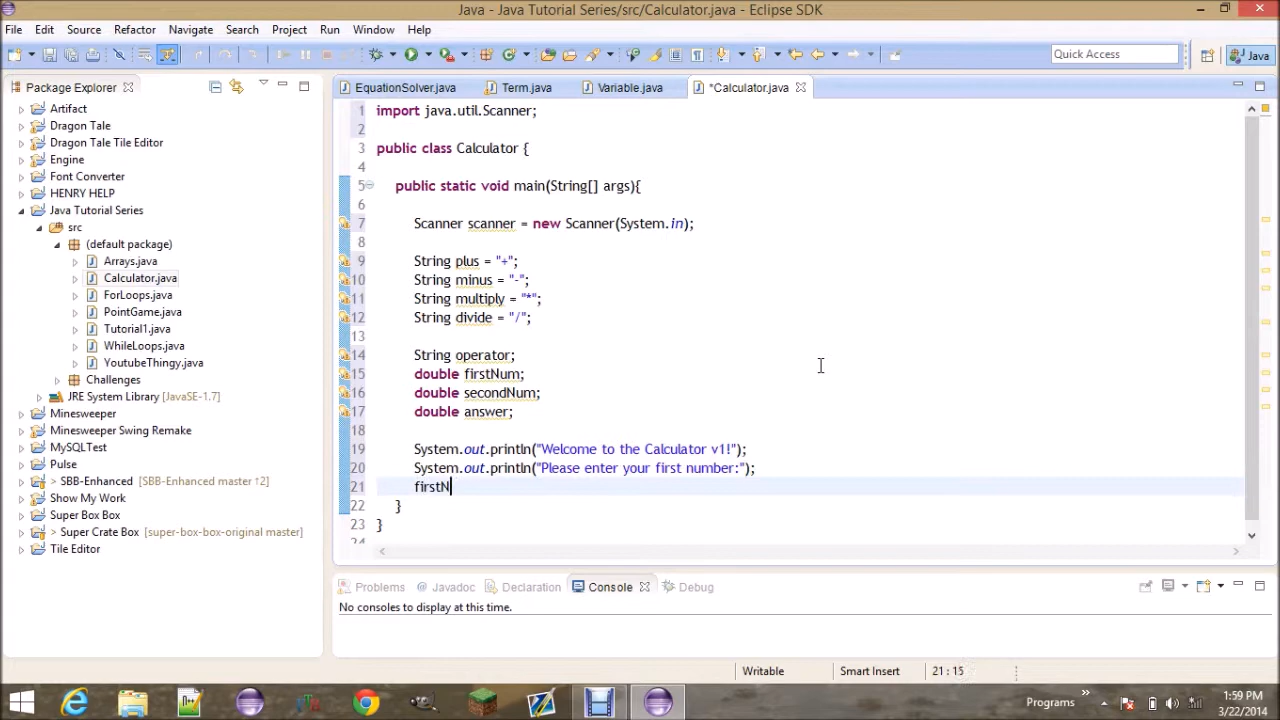 Java - Java Tutorial Series/src/Calculator.java - Eclipse SDK
File Edit Source Refactor Navigate Search Project Run Window Help
Quick Access
Java
Package Explorer
EquationSolver.java
Term.java
Variable.java
*Calculator.java
Artifact
Dragon Tale
Dragon Tale Tile Editor
Engine
Font Converter
HENRY HELP
Java Tutorial Series
src
(default package)
Arrays.java
Calculator.java
ForLoops.java
PointGame.java
Tutorial1.java
WhileLoops.java
YoutubeThingy.java
Challenges
JRE System Library [JavaSE-1.7]
Minesweeper
Minesweeper Swing Remake
MySQLTest
Pulse
> SBB-Enhanced [SBB-Enhanced master ↑2]
Show My Work
Super Box Box
> Super Crate Box [super-box-box-original master]
Tile Editor
1 import java.util.Scanner;
2
3 public class Calculator {
4
5 public static void main(String[] args){
6
7 Scanner scanner = new Scanner(System.in);
8
9 String plus = "+";
10 String minus = "-";
11 String multiply = "*";
12 String divide = "/";
13
14 String operator;
15 double firstNum;
16 double secondNum;
17 double answer;
18
19 System.out.println("Welcome to the Calculator v1!");
20 System.out.println("Please enter your first number:");
21 firstN
22 }
23 }
24
Problems @ Javadoc Declaration Console Debug
No consoles to display at this time.
Writable Smart Insert 21 : 15
Programs
1:59 PM
3/22/2014